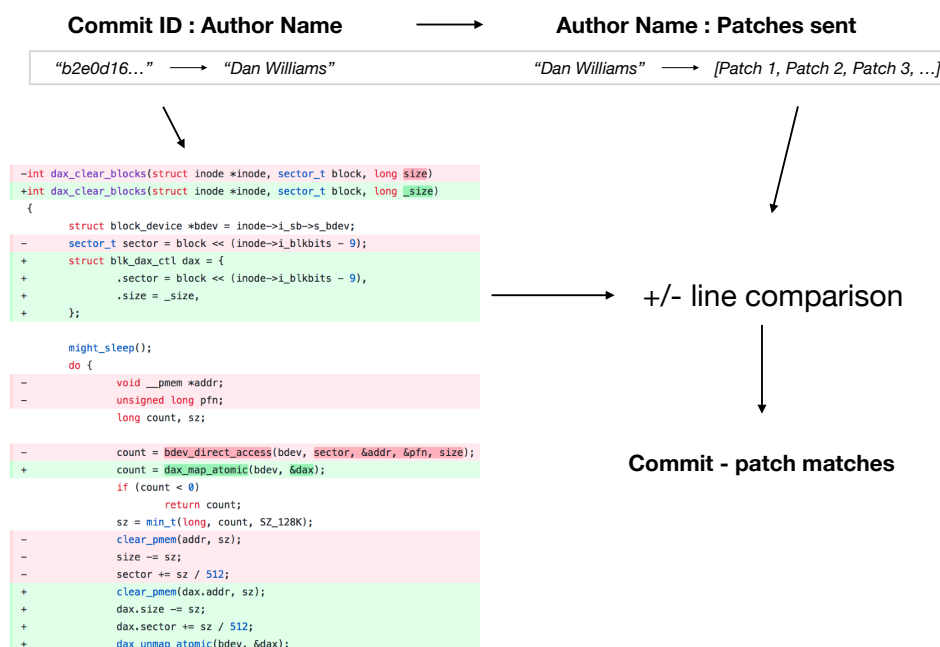 Commit ID : Author Name
Author Name : Patches sent
“b2e0d16…”
“Dan Williams”
“Dan Williams”
[Patch 1, Patch 2, Patch 3, …]
-int dax_clear_blocks(struct inode *inode, sector_t block, long size)
+int dax_clear_blocks(struct inode *inode, sector_t block, long _size)
{
struct block_device *bdev = inode->i_sb->s_bdev;
- sector_t sector = block << (inode->i_blkbits - 9);
+ struct blk_dax_ctl dax = {
+ .sector = block << (inode->i_blkbits - 9),
+ .size = _size,
+ };
might_sleep();
do {
- void __pmem *addr;
- unsigned long pfn;
long count, sz;
- count = bdev_direct_access(bdev, sector, &addr, &pfn, size);
+ count = dax_map_atomic(bdev, &dax);
if (count < 0)
return count;
sz = min_t(long, count, SZ_128K);
- clear_pmem(addr, sz);
- size -= sz;
- sector += sz / 512;
+ clear_pmem(dax.addr, sz);
+ dax.size -= sz;
+ dax.sector += sz / 512;
+ dax_unmap_atomic(bdev, &dax);
+/- line comparison
Commit - patch matches